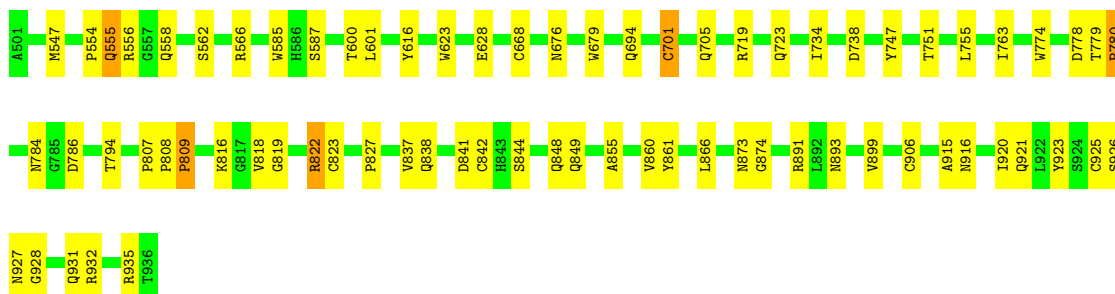 A501 M547 P554 Q555 R556 G557 Q558 S562 R566 W585 H586 S587 T600 L601 Y616 W623 E628 C668 N676 W679 Q694 C701 Q705 R719 Q723 I734 D738 Y747 T751 L755 I763 W774 D778 T779
N784 G785 D786 T794 P807 P808 P809 K816 G817 V818 G819 R822 C823 P827 V837 Q838 D841 C842 H843 S844 Q848 Q849 A855 V860 Y861 L866 N873 G874 R891 L892 N893 V899 C906 A915 N916 I920 Q921 L922 Y923 S924 C925
N927 G928 Q931 R932 R935 T936